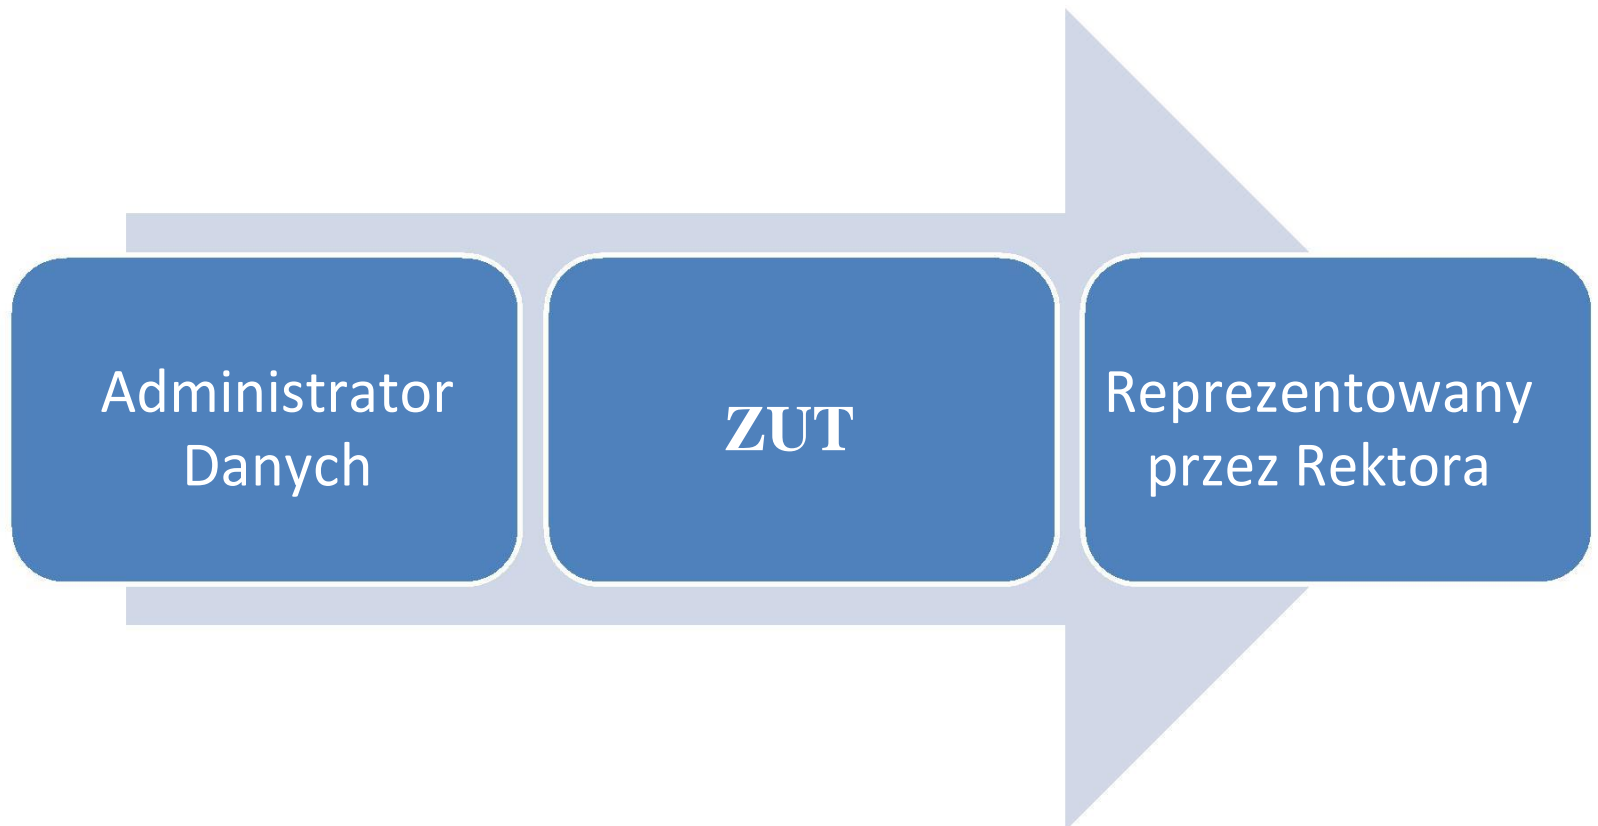 Administrator
Danych
ZUT
Reprezentowany
przez Rektora